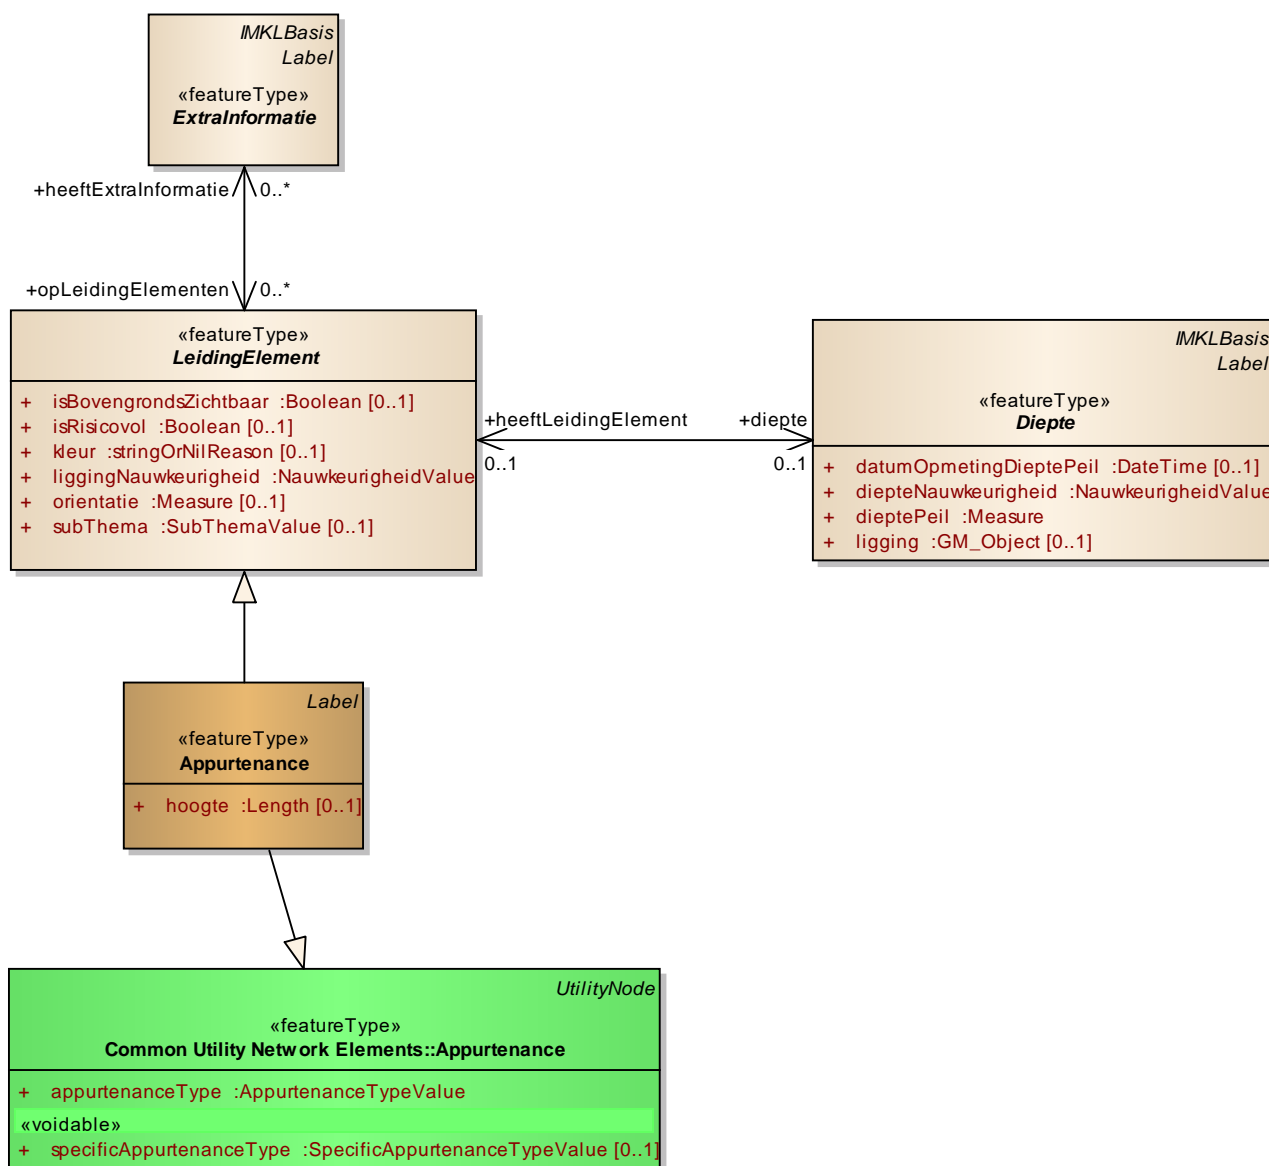 IMKLBasis
Label
«featureType»
ExtraInformatie
+heeftExtraInformatie 0..*
+opLeidingElementen 0..*
«featureType»
LeidingElement
+ isBovengrondsZichtbaar :Boolean [0..1]
+ isRisicovol :Boolean [0..1]
+ kleur :stringOrNilReason [0..1]
+ liggingNauwkeurigheid :NauwkeurigheidValue
+ orientatie :Measure [0..1]
+ subThema :SubThemaValue [0..1]
+heeftLeidingElement +diepte
0..1 0..1
IMKLBasis
Label
«featureType»
Diepte
+ datumOpmetingDieptePeil :DateTime [0..1]
+ diepteNauwkeurigheid :NauwkeurigheidValue
+ dieptePeil :Measure
+ ligging :GM_Object [0..1]
Label
«featureType»
Appurtenance
+ hoogte :Length [0..1]
UtilityNode
«featureType»
Common Utility Network Elements::Appurtenance
+ appurtenanceType :AppurtenanceTypeValue
«voidable»
+ specificAppurtenanceType :SpecificAppurtenanceTypeValue [0..1]